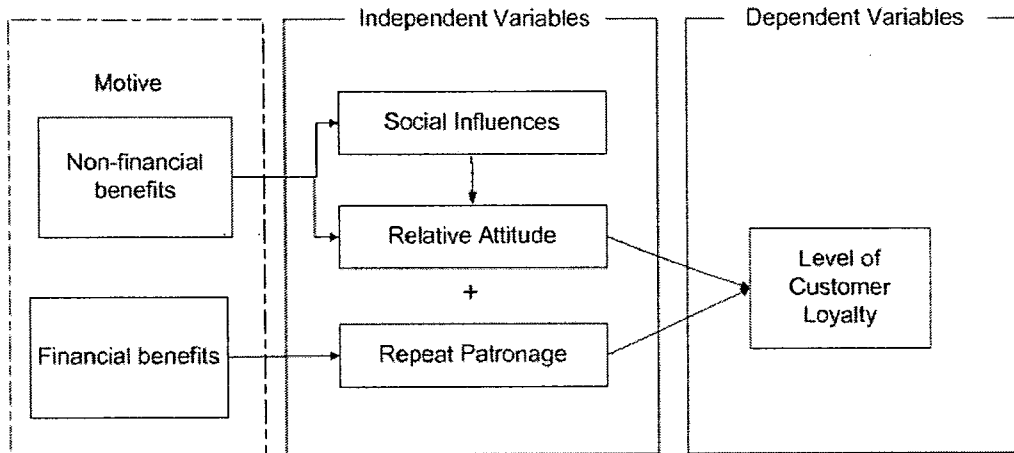 Independent Variables
Dependent Variables
Motive
Non-financial
benefits
Financial benefits
Social Influences
Relative Attitude
+
Repeat Patronage
Level of
Customer
Loyalty